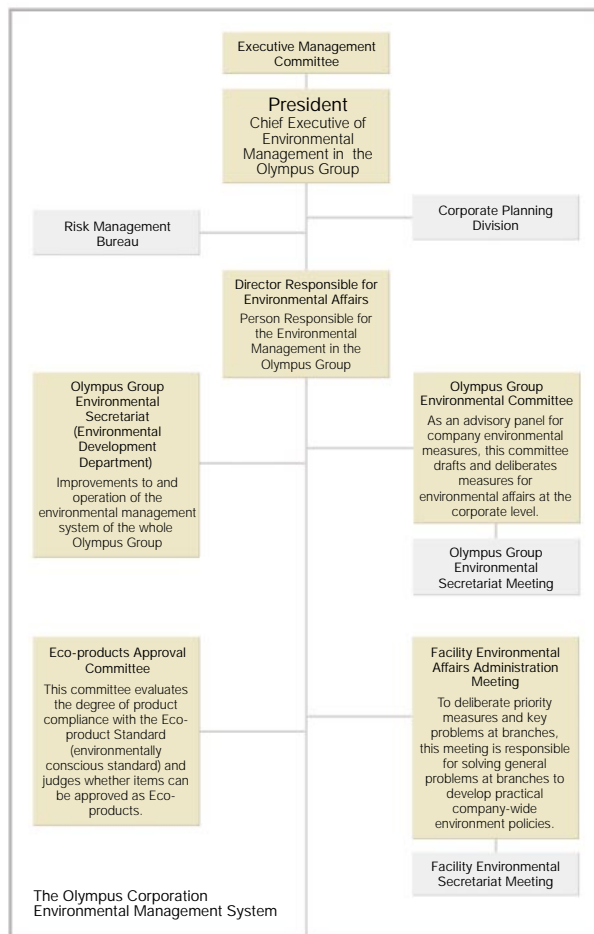 Executive Management
Committee
President
Chief Executive of
Environmental
Management in the
Olympus Group
Risk Management
Bureau
Corporate Planning
Division
Director Responsible for
Environmental Affairs
Person Responsible for
the Environmental
Management in the
Olympus Group
Olympus Group
Environmental
Secretariat
(Environmental
Development
Department)
Improvements to and
operation of the
environmental management
system of the whole
Olympus Group
Olympus Group
Environmental Committee
As an advisory panel for
company environmental
measures, this committee
drafts and deliberates
measures for
environmental affairs at the
corporate level.
Olympus Group
Environmental
Secretariat Meeting
Eco-products Approval
Committee
This committee evaluates
the degree of product
compliance with the Eco-
product Standard
(environmentally
conscious standard) and
judges whether items can
be approved as Eco-
products.
Facility Environmental
Affairs Administration
Meeting
To deliberate priority
measures and key
problems at branches,
this meeting is responsible
for solving general
problems at branches to
develop practical
company-wide
environment policies.
Facility Environmental
Secretariat Meeting
The Olympus Corporation
Environmental Management System